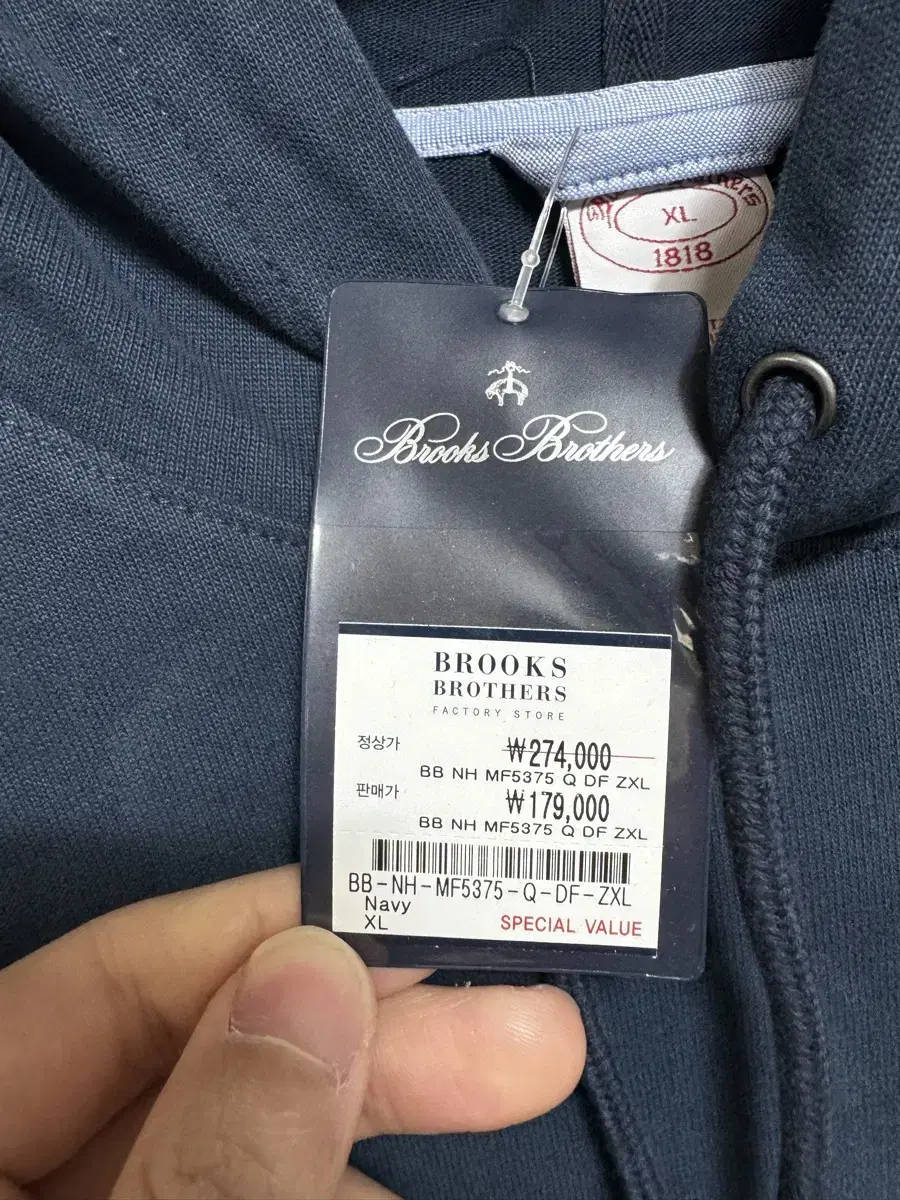 XL
1818
Brooks Brothers
BROOKS
BROTHERS
FACTORY STORE
정상가 ₩274,000
BB NH MF5375 Q DF ZXL
판매가 ₩179,000
BB NH MF5375 Q DF ZXL
BB-NH-MF5375-Q-DF-ZXL
Navy
XL SPECIAL VALUE